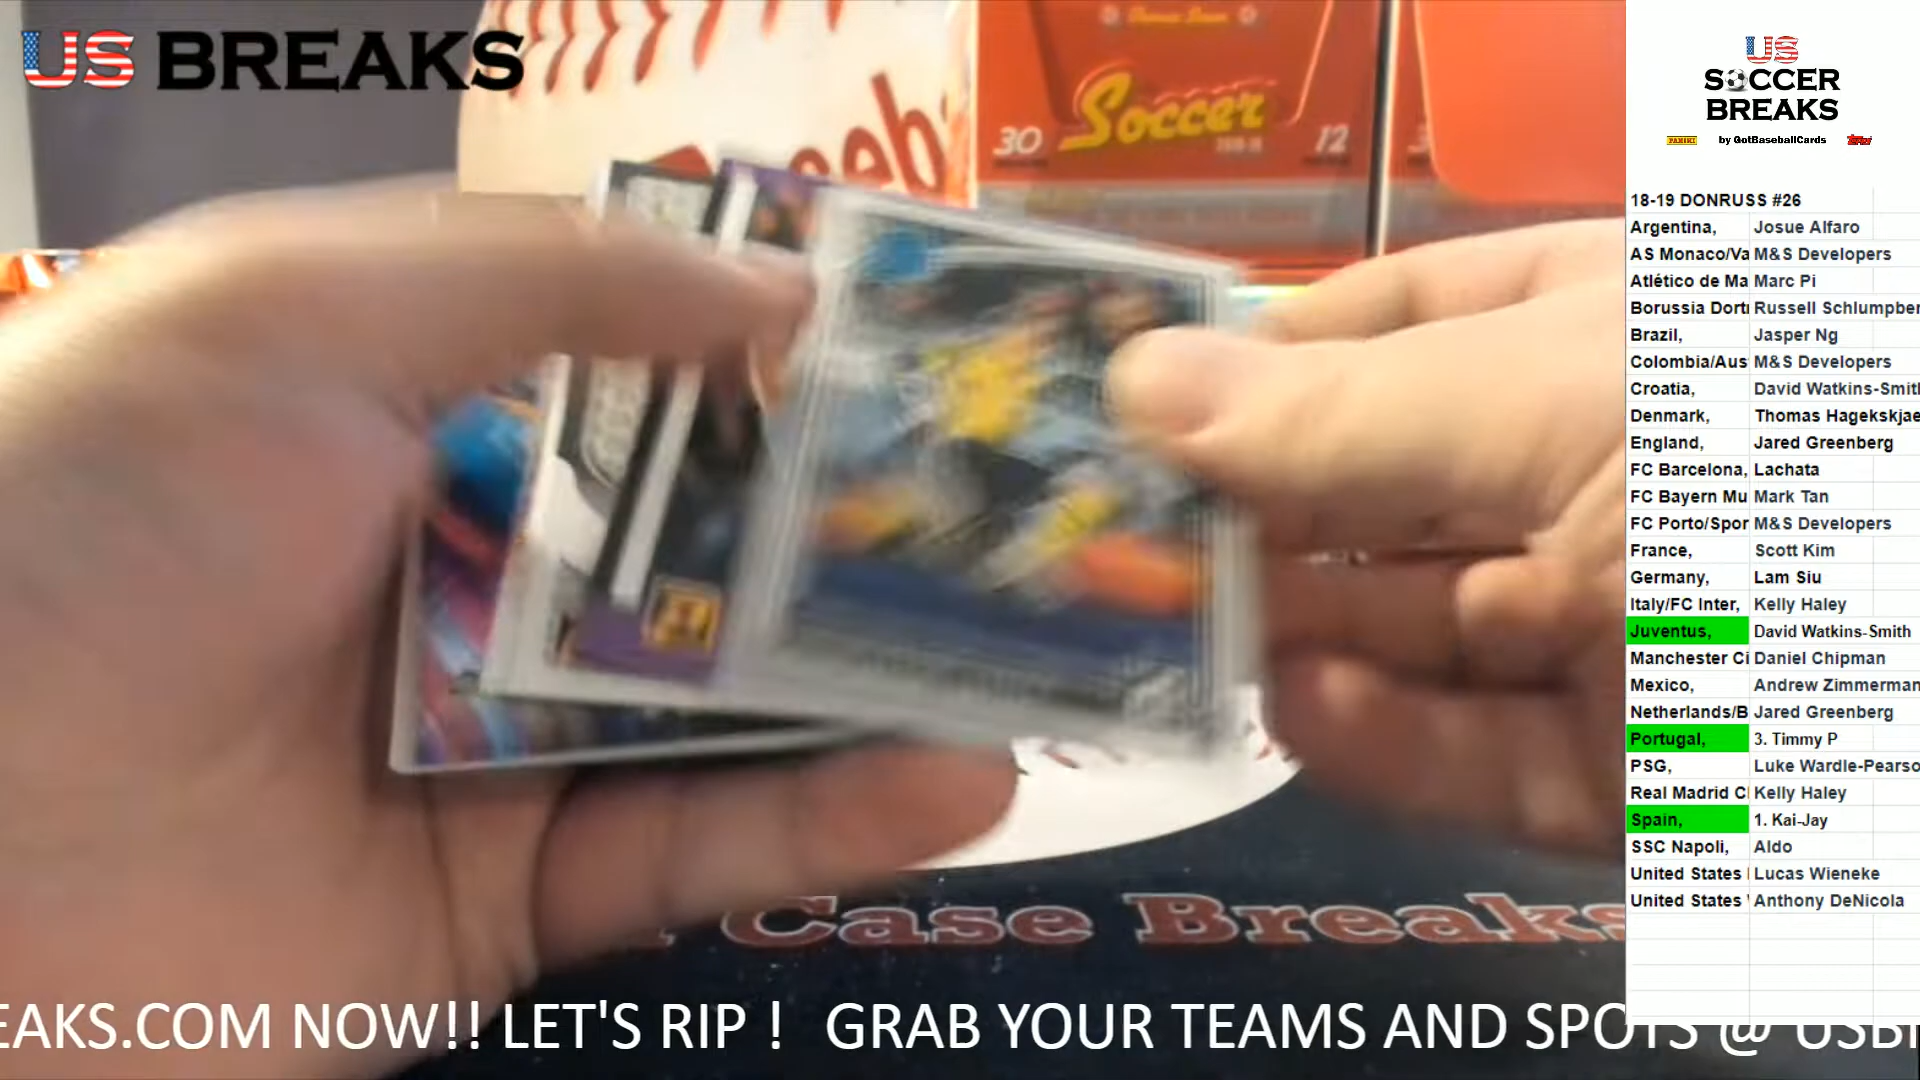 US BREAKS
Soccer
30
12
US
SOCCER
BREAKS
PANINI by GotBaseballCards Topps
18-19 DONRUSS #26
Argentina, Josue Alfaro
AS Monaco/Va M&S Developers
Atlético de Ma Marc Pi
Borussia Dort Russell Schlumpber
Brazil, Jasper Ng
Colombia/Aus M&S Developers
Croatia, David Watkins-Smith
Denmark, Thomas Hagekskjae
England, Jared Greenberg
FC Barcelona, Lachata
FC Bayern Mu Mark Tan
FC Porto/Spor M&S Developers
France, Scott Kim
Germany, Lam Siu
Italy/FC Inter, Kelly Haley
Juventus, David Watkins-Smith
Manchester Ci Daniel Chipman
Mexico, Andrew Zimmerman
Netherlands/B Jared Greenberg
Portugal, 3. Timmy P
PSG, Luke Wardle-Pearso
Real Madrid C Kelly Haley
Spain, 1. Kai-Jay
SSC Napoli, Aldo
United States Lucas Wieneke
United States Anthony DeNicola
Case Breaks
EAKS.COM NOW!! LET'S RIP ! GRAB YOUR TEAMS AND SPOTS @ USB